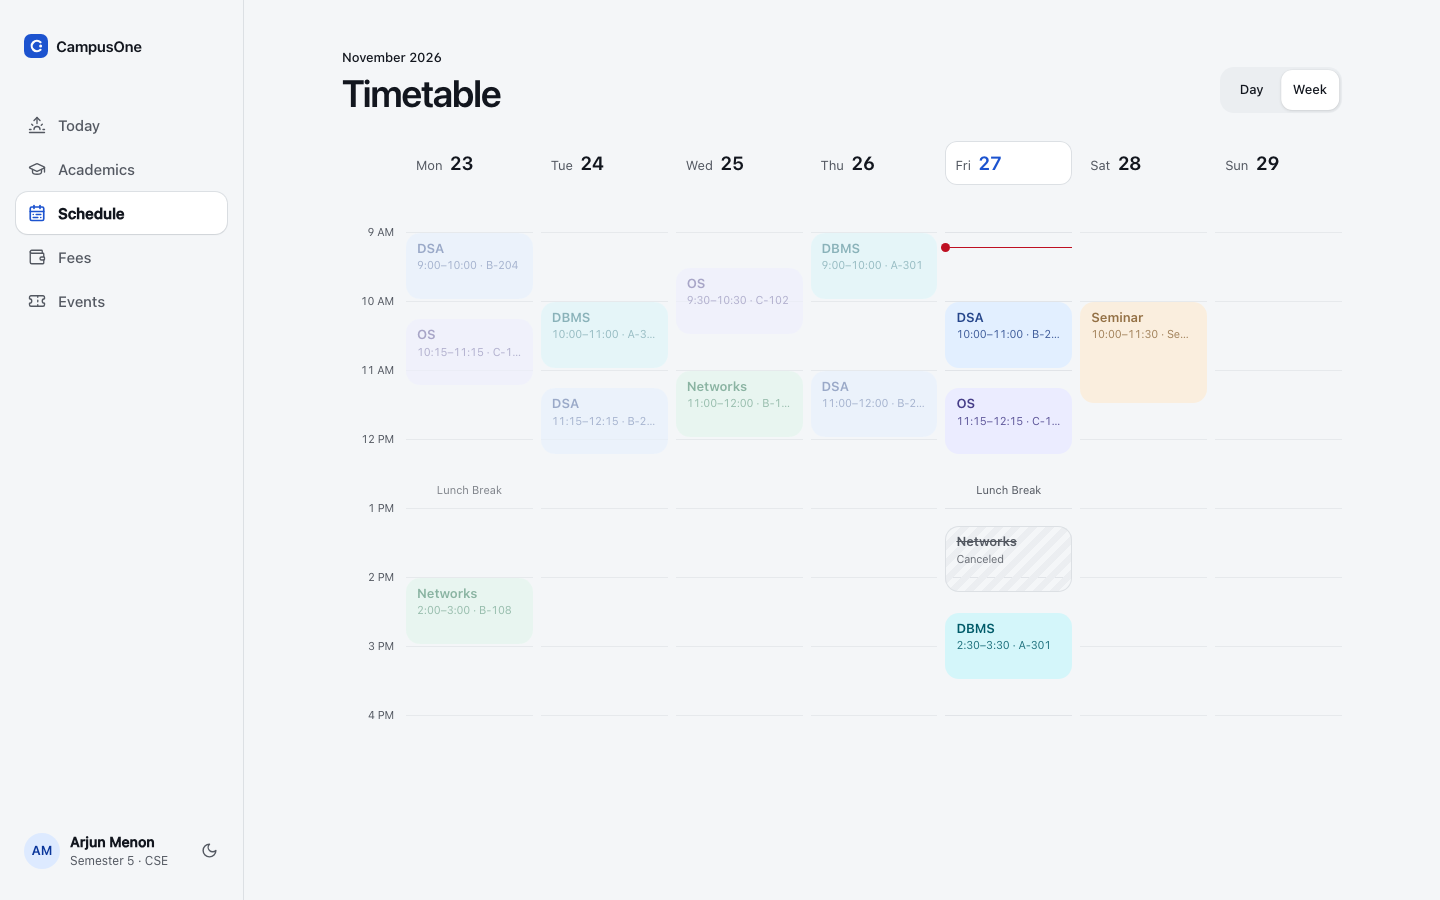 CampusOne
Today
Academics
Schedule
Fees
Events
Arjun Menon
AM
Semester 5 · CSE
November 2026
Timetable
Day
Week
Mon 23
Tue 24
Wed 25
Thu 26
Fri 27
Sat 28
Sun 29
9 AM
10 AM
11 AM
12 PM
1 PM
2 PM
3 PM
4 PM
DSA
9:00–10:00 · B-204
OS
10:15–11:15 · C-1...
Lunch Break
Networks
2:00–3:00 · B-108
DBMS
10:00–11:00 · A-3...
DSA
11:15–12:15 · B-2...
OS
9:30–10:30 · C-102
Networks
11:00–12:00 · B-1...
DBMS
9:00–10:00 · A-301
DSA
11:00–12:00 · B-2...
DSA
10:00–11:00 · B-2...
OS
11:15–12:15 · C-1...
Lunch Break
Networks
Canceled
DBMS
2:30–3:30 · A-301
Seminar
10:00–11:30 · Se...